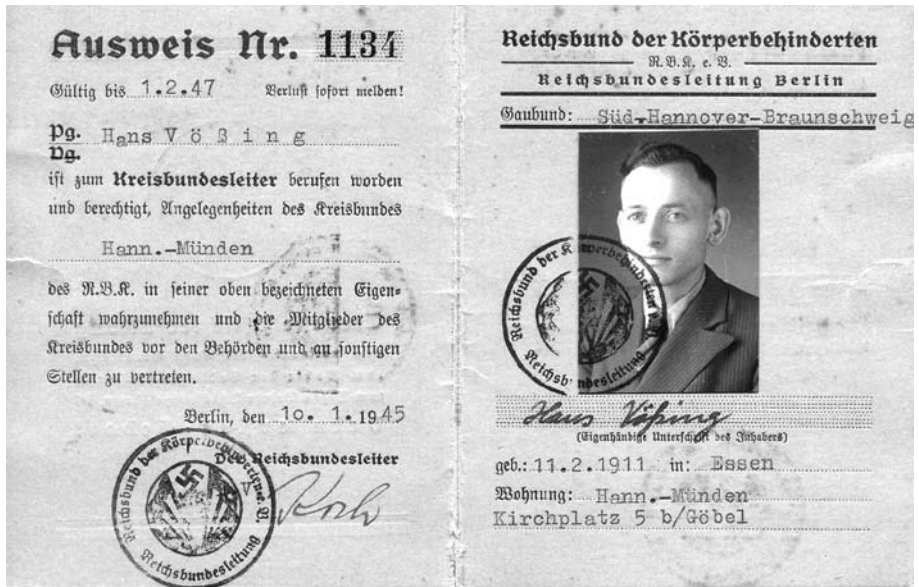 Ausweis Nr. 1134
Gültig bis 1.2.47 Verlust sofort melden!
Pg. Hans Vößing
Vg.
ist zum Kreisbundesleiter berufen worden
und berechtigt, Angelegenheiten des Kreisbundes
Hann.-Münden
des R.B.K. in seiner oben bezeichneten Eigen-
schaft wahrzunehmen und die Mitglieder des
Kreisbundes vor den Behörden und an sonstigen
Stellen zu vertreten.
Berlin, den 10. 1.1945
Der Reichsbundesleiter
Koch
Reichsbund der Körperbehinderten e. V.
Reichsbundesleitung
Reichsbund der Körperbehinderten
R.B.K. e. V.
Reichsbundesleitung Berlin
Gaubund: Süd-Hannover-Braunschweig
Reichsbund der Körperbehinderten e. V.
Reichsbundesleitung
Hans Vößing
(Eigenhändige Unterschrift des Inhabers)
geb.: 11.2.1911 in: Essen
Wohnung: Hann.-Münden
Kirchplatz 5 b/Göbel